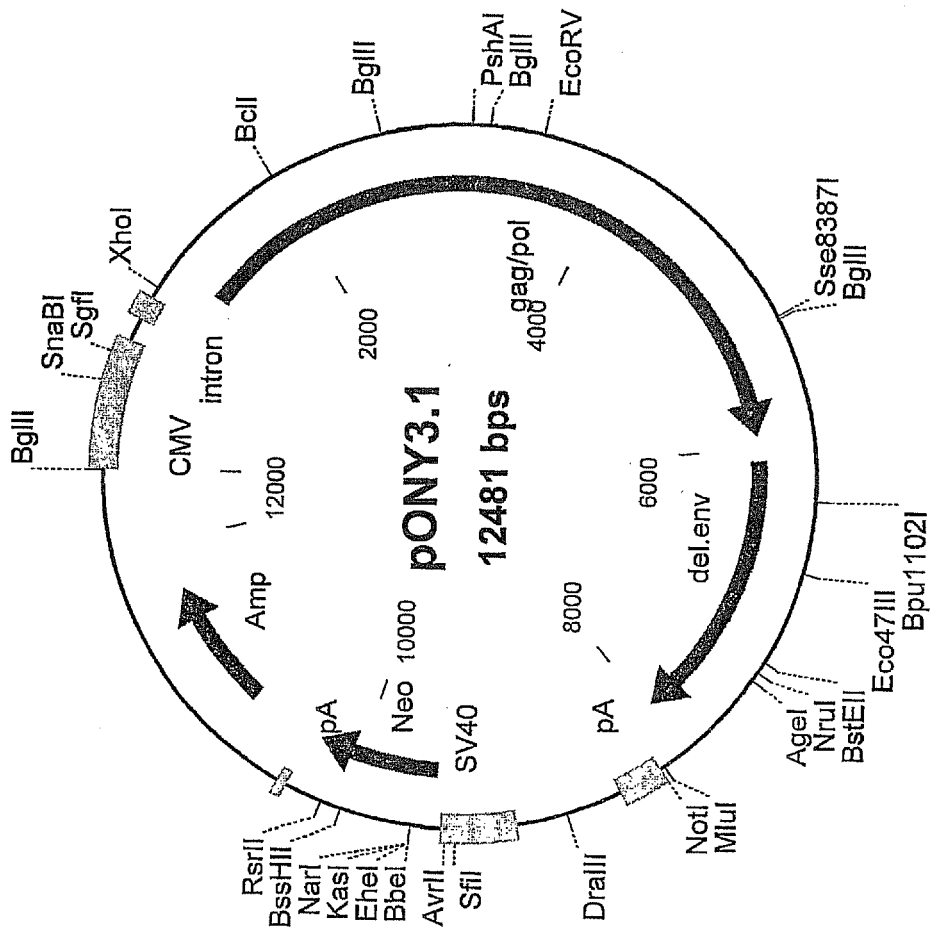 BglII
SnaBI
SgfI
XhoI
BclI
BglII
PshAI
BglII
EcoRV
Sse8387I
BglII
Bpu1102I
Eco47III
BstEII
NruI
AgeI
MluI
NotI
DraIII
SfiI
AvrII
BbeI
EheI
KasI
NarI
BssHII
RsrII
CMV
intron
2000
gag/pol
4000
6000
del.env
8000
pA
SV40
Neo
pA
10000
Amp
12000
pONY3.1
12481 bps